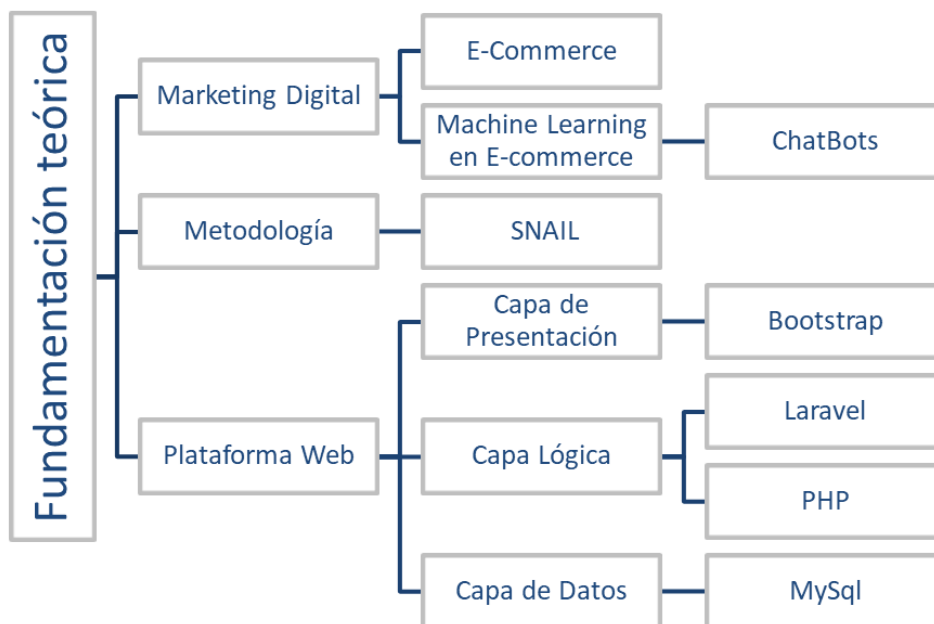 Fundamentación teórica
Marketing Digital
E-Commerce
Machine Learning
en E-commerce
ChatBots
Metodología
SNAIL
Plataforma Web
Capa de
Presentación
Bootstrap
Capa Lógica
Laravel
PHP
Capa de Datos
MySql